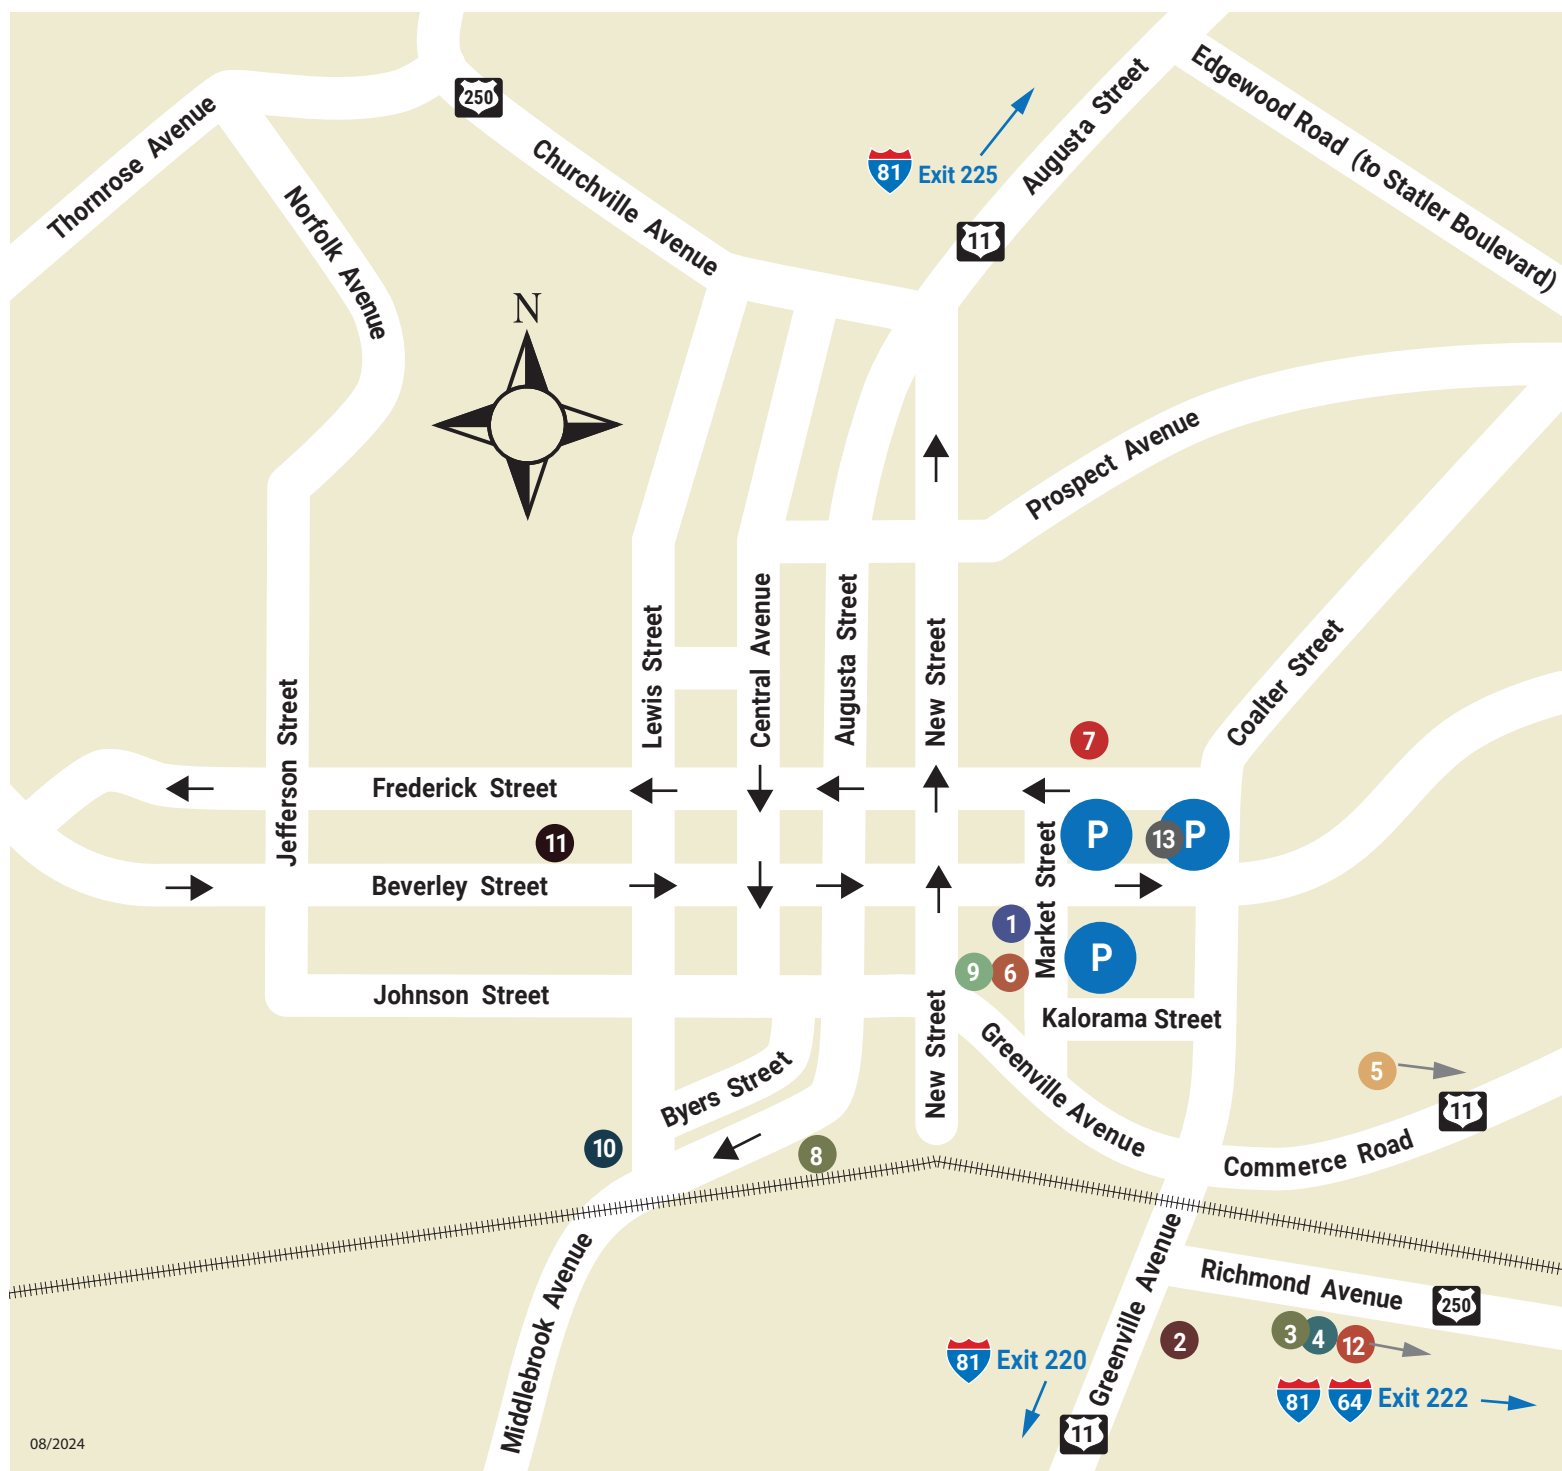 250
Thornrose Avenue
Churchville Avenue
Norfolk Avenue
N
81 Exit 225
Augusta Street
11
Edgewood Road (to Statler Boulevard)
Prospect Avenue
Coalter Street
Jefferson Street
Lewis Street
Central Avenue
Augusta Street
New Street
7
Frederick Street
11
Market Street
P
13
P
Beverley Street
1
9
6
P
Johnson Street
New Street
Kalorama Street
Greenville Avenue
Byers Street
5
11
10
8
Commerce Road
Middlebrook Avenue
Greenville Avenue
Richmond Avenue
250
2
3
4
12
81 Exit 220
81 64 Exit 222
11
08/2024